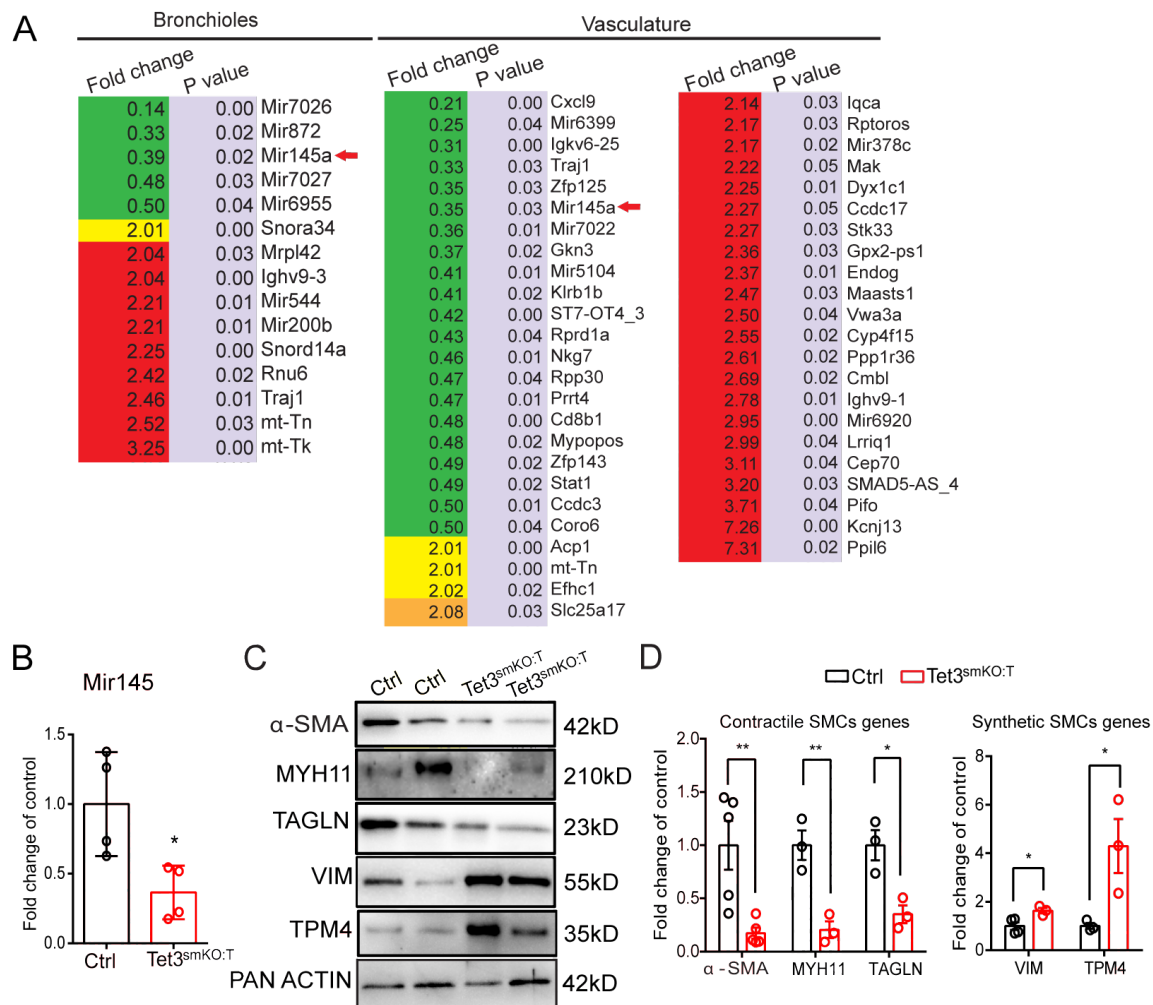 A
Bronchioles
Vasculature
Fold change P value
Fold change P value
Fold change P value
0.14 0.00 Mir7026
0.33 0.02 Mir872
0.39 0.02 Mir145a
0.48 0.03 Mir7027
0.50 0.04 Mir6955
2.01 0.00 Snora34
2.04 0.03 Mrpl42
2.04 0.00 Ighv9-3
2.21 0.01 Mir544
2.21 0.01 Mir200b
2.25 0.00 Snord14a
2.42 0.02 Rnu6
2.46 0.01 Traj1
2.52 0.03 mt-Tn
3.25 0.00 mt-Tk
0.21 0.00 Cxcl9
0.25 0.04 Mir6399
0.31 0.00 Igkv6-25
0.33 0.03 Traj1
0.35 0.03 Zfp125
0.35 0.03 Mir145a
0.36 0.01 Mir7022
0.37 0.02 Gkn3
0.41 0.01 Mir5104
0.41 0.02 Klrb1b
0.42 0.00 ST7-OT4_3
0.43 0.04 Rprd1a
0.46 0.01 Nkg7
0.47 0.04 Rpp30
0.47 0.01 Prrt4
0.48 0.00 Cd8b1
0.48 0.02 Mypopos
0.49 0.02 Zfp143
0.49 0.02 Stat1
0.50 0.01 Ccdc3
0.50 0.04 Coro6
2.01 0.00 Acp1
2.01 0.00 mt-Tn
2.02 0.02 Efhc1
2.08 0.03 Slc25a17
2.14 0.03 Iqca
2.17 0.03 Rptoros
2.17 0.02 Mir378c
2.22 0.05 Mak
2.25 0.01 Dyx1c1
2.27 0.05 Ccdc17
2.27 0.03 Stk33
2.36 0.03 Gpx2-ps1
2.37 0.01 Endog
2.47 0.03 Maasts1
2.50 0.04 Vwa3a
2.55 0.02 Cyp4f15
2.61 0.02 Ppp1r36
2.69 0.02 Cmbl
2.78 0.01 Ighv9-1
2.95 0.00 Mir6920
2.99 0.04 Lrriq1
3.11 0.04 Cep70
3.20 0.03 SMAD5-AS_4
3.71 0.04 Pifo
7.26 0.00 Kcnj13
7.31 0.02 Ppil6
B
Mir145
Fold change of control
1.5
1.0
0.5
0.0
*
Ctrl Tet3smKO:T
C
Ctrl Ctrl Tet3smKO:T Tet3smKO:T
α-SMA 42kD
MYH11 210kD
TAGLN 23kD
VIM 55kD
TPM4 35kD
PAN ACTIN 42kD
D
Ctrl Tet3smKO:T
Contractile SMCs genes
Fold change of control
2.0
1.5
1.0
0.5
0.0
** ** *
α-SMA MYH11 TAGLN
Synthetic SMCs genes
Fold change of control
8
6
4
2
0
* *
VIM TPM4